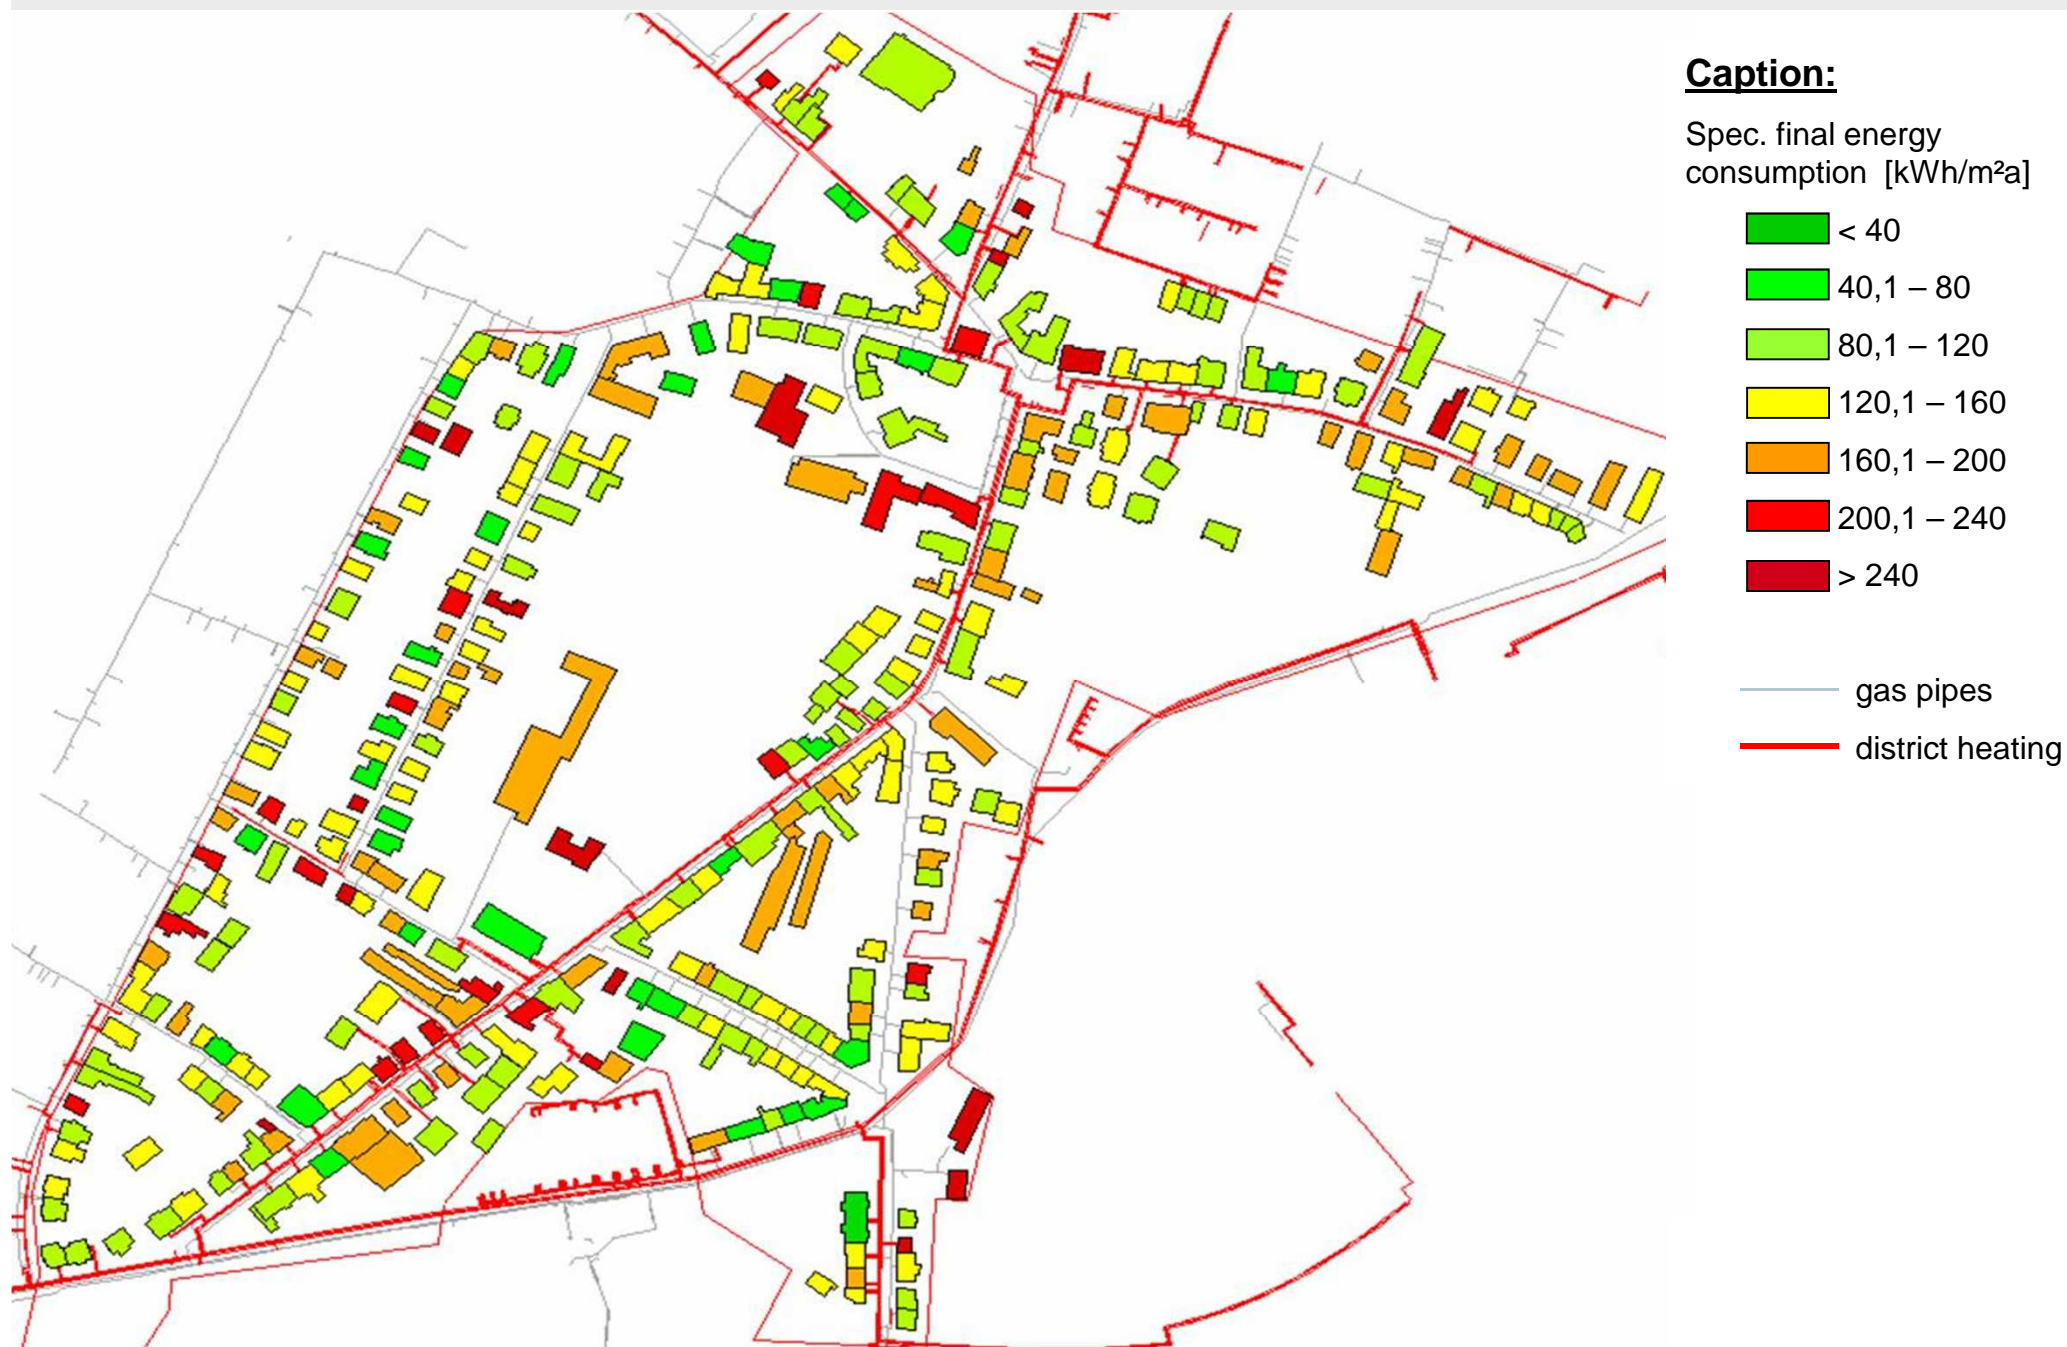 Caption:
Spec. final energy
consumption [kWh/m²a]
< 40
40,1 – 80
80,1 – 120
120,1 – 160
160,1 – 200
200,1 – 240
> 240
gas pipes
district heating